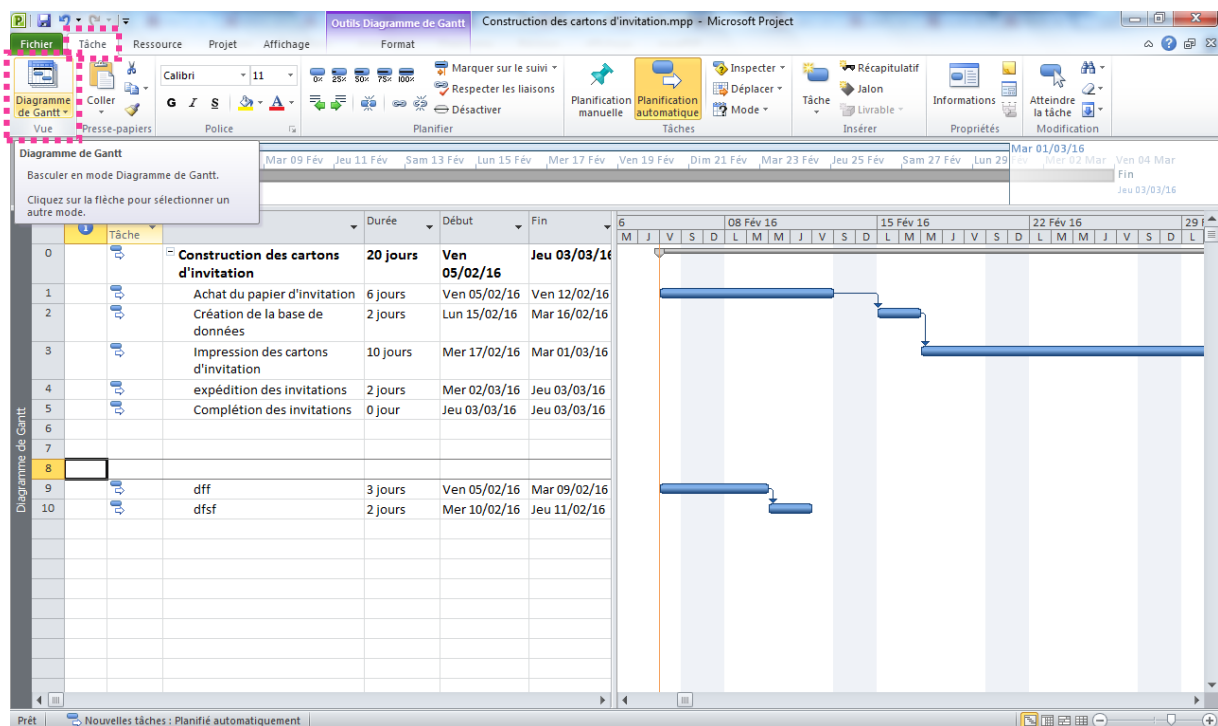 Outils Diagramme de Gantt Construction des cartons d'invitation.mpp - Microsoft Project
Fichier Tâche Ressource Projet Affichage Format
Calibri 11 0% 25% 50% 75% 100% Marquer sur le suivi Inspecter Récapitulatif
Respecter les liaisons Déplacer Jalon
Diagramme de Gantt Coller G I S A Désactiver Planification manuelle Planification automatique Mode Tâche Livrable Informations Atteindre la tâche
Vue Presse-papiers Police Planifier Tâches Insérer Propriétés Modification
Diagramme de Gantt
Basculer en mode Diagramme de Gantt.
Cliquez sur la flèche pour sélectionner un
autre mode.
Mar 01/03/16
Mar 09 Fév Jeu 11 Fév Sam 13 Fév Lun 15 Fév Mer 17 Fév Ven 19 Fév Dim 21 Fév Mar 23 Fév Jeu 25 Fév Sam 27 Fév Lun 29 Fév Mer 02 Mar Ven 04 Mar
Fin
Jeu 03/03/16
Tâche Durée Début Fin 6 08 Fév 16 15 Fév 16 22 Fév 16 29 F
M J V S D L M M J V S D L M M J V S D L M M J V S D L
0 Construction des cartons d'invitation 20 jours Ven 05/02/16 Jeu 03/03/16
1 Achat du papier d'invitation 6 jours Ven 05/02/16 Ven 12/02/16
2 Création de la base de données 2 jours Lun 15/02/16 Mar 16/02/16
3 Impression des cartons d'invitation 10 jours Mer 17/02/16 Mar 01/03/16
4 expédition des invitations 2 jours Mer 02/03/16 Jeu 03/03/16
5 Complétion des invitations 0 jour Jeu 03/03/16 Jeu 03/03/16
6
7
8
9 dff 3 jours Ven 05/02/16 Mar 09/02/16
10 dfsf 2 jours Mer 10/02/16 Jeu 11/02/16
Diagramme de Gantt
Prêt Nouvelles tâches : Planifié automatiquement